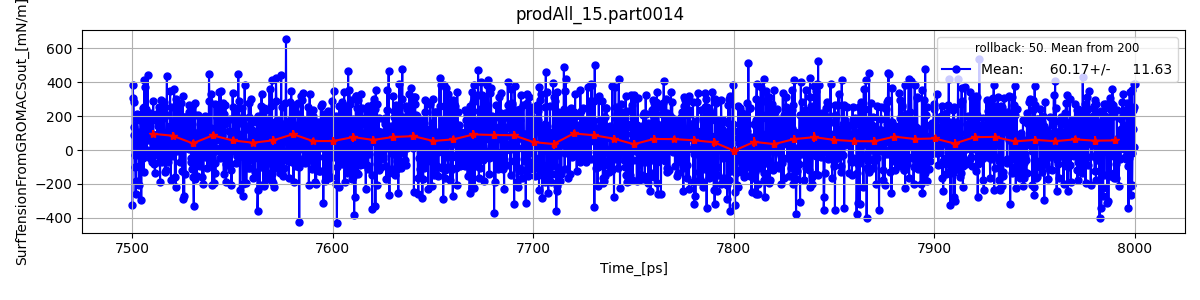 prodAll_15.part0014
SurfTensionFromGROMACSout_[mN/m]
600
400
200
0
−200
−400
rollback: 50. Mean from 200
Mean: 60.17+/- 11.63
7500 7600 7700 7800 7900 8000
Time_[ps]